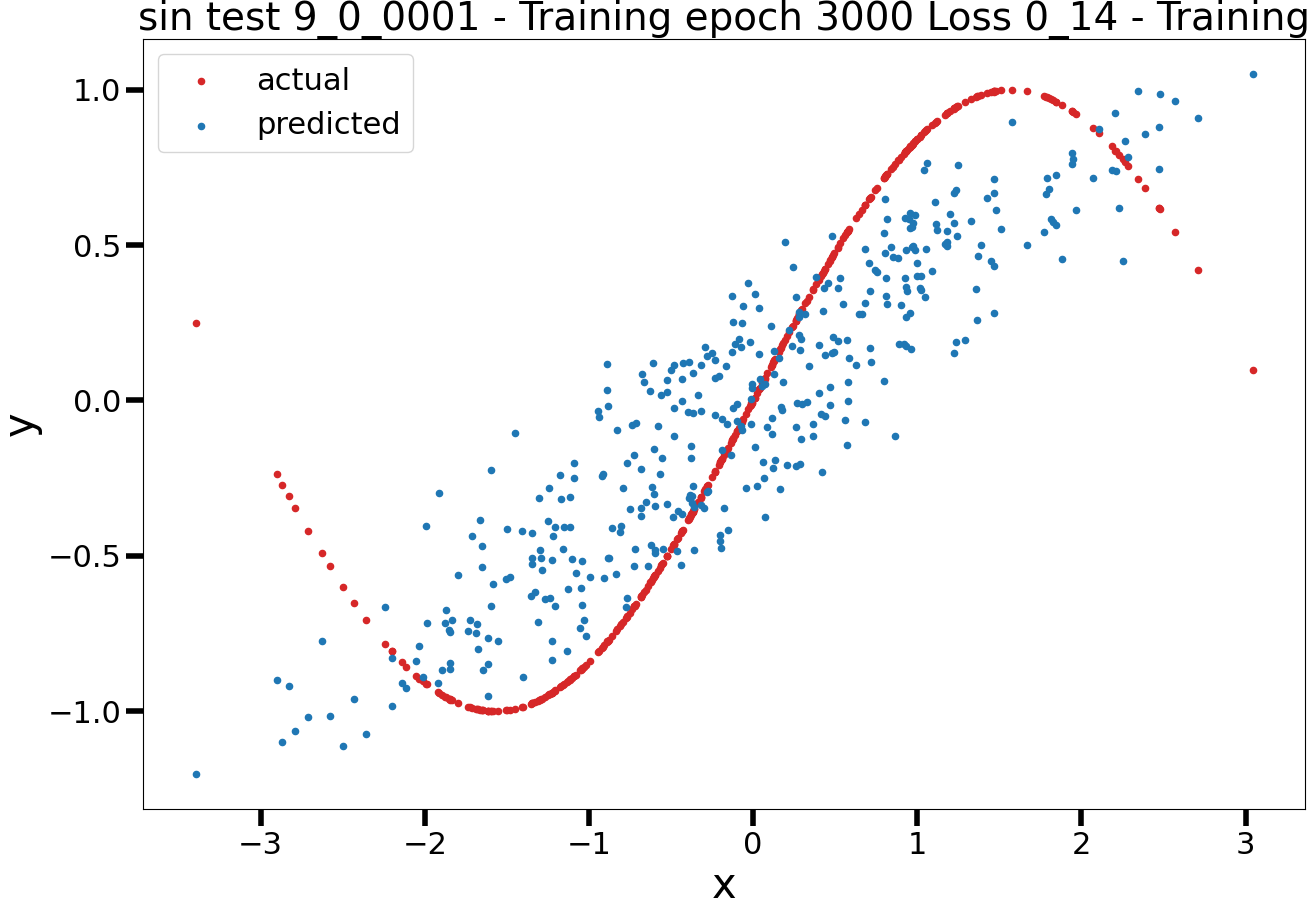 sin test 9_0_0001 - Training epoch 3000 Loss 0_14 - Training
actual
predicted
1.0
0.5
0.0
−0.5
−1.0
y
−3
−2
−1
0
1
2
3
x